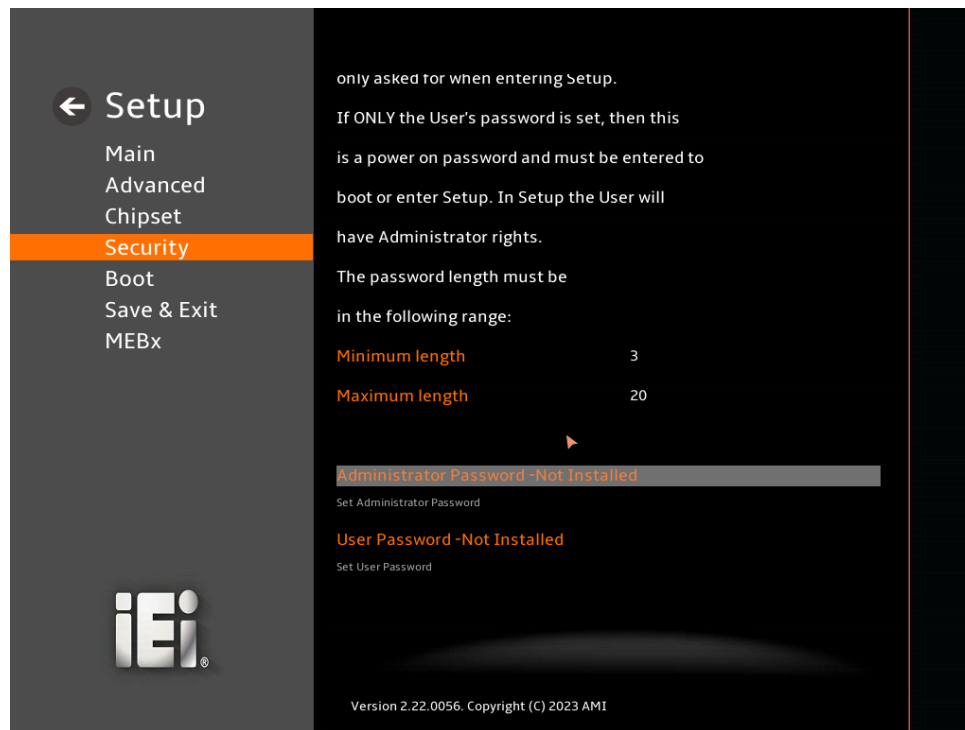 Setup
Main
Advanced
Chipset
Security
Boot
Save & Exit
MEBx
only asked for when entering Setup.
If ONLY the User's password is set, then this
is a power on password and must be entered to
boot or enter Setup. In Setup the User will
have Administrator rights.
The password length must be
in the following range:
Minimum length 3
Maximum length 20
Administrator Password -Not Installed
Set Administrator Password
User Password -Not Installed
Set User Password
iEi®
Version 2.22.0056. Copyright (C) 2023 AMI